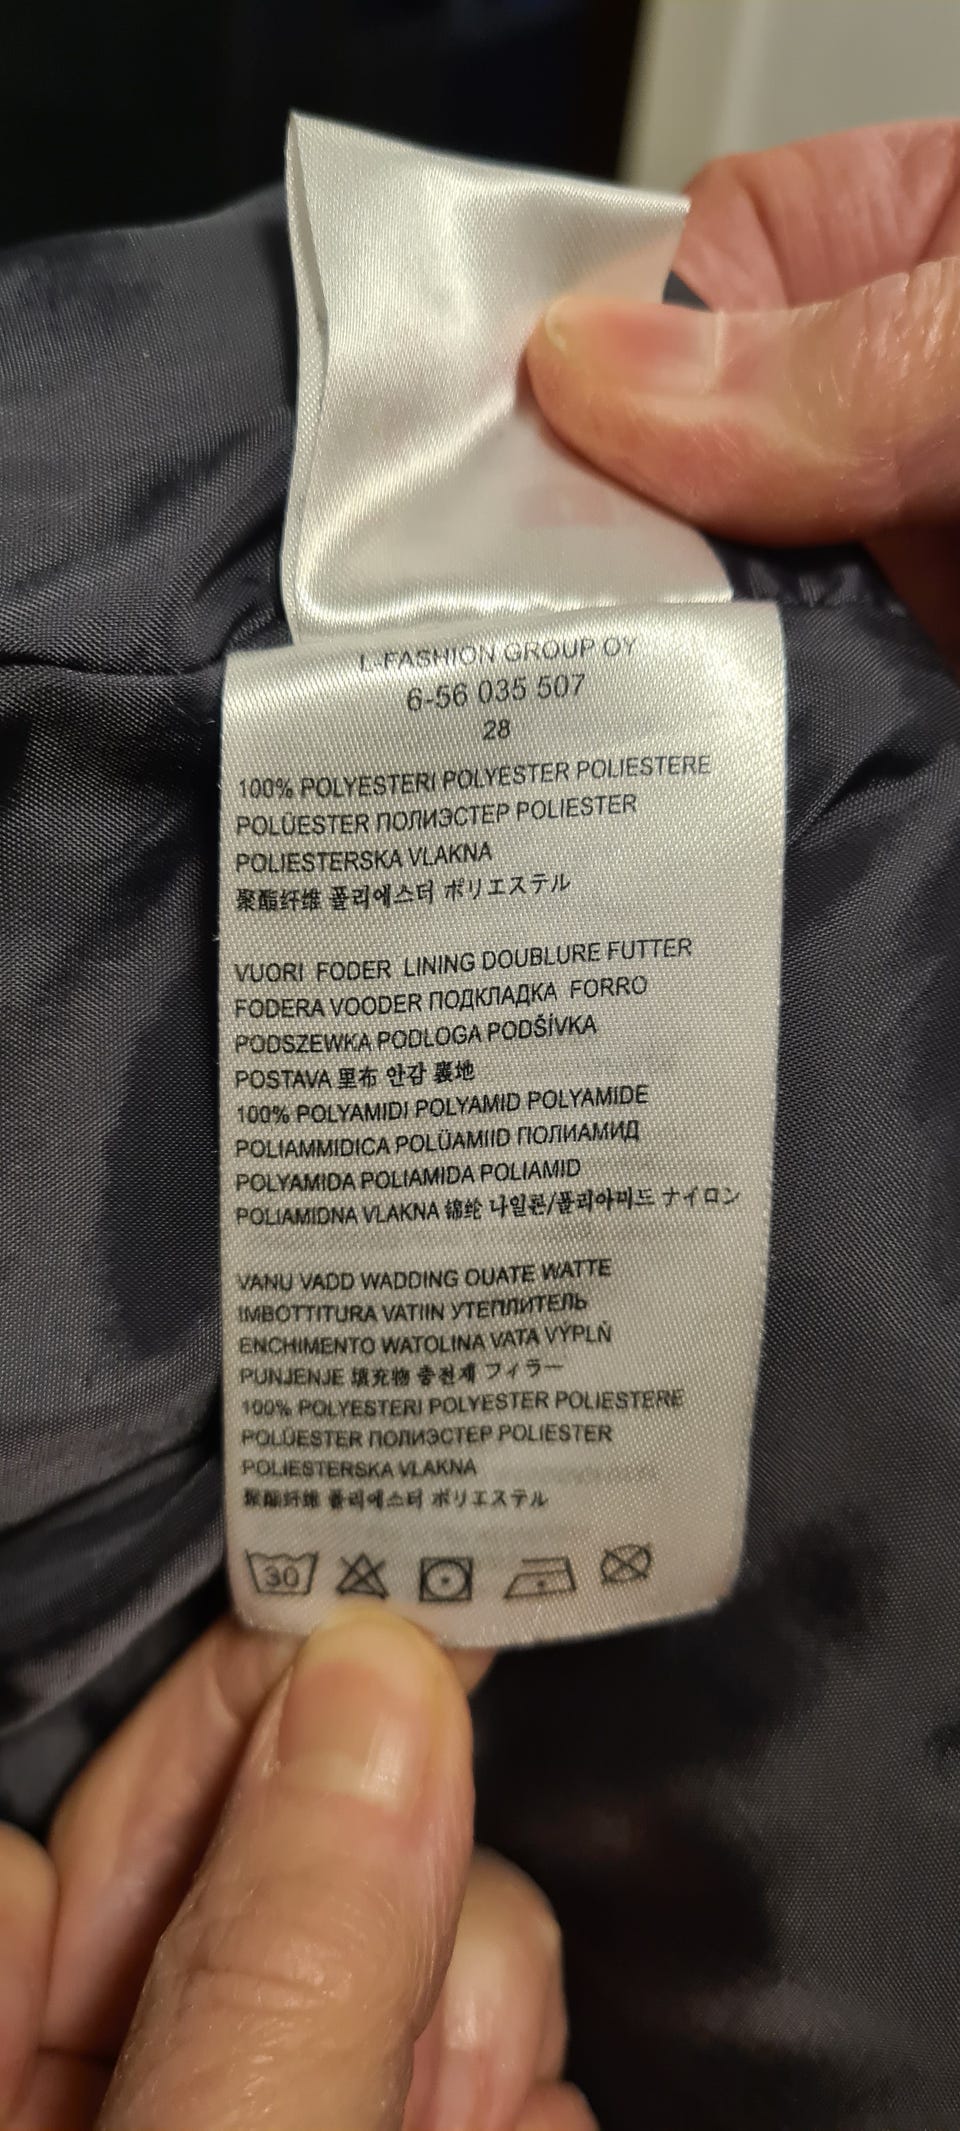 L-FASHION GROUP OY
6-56 035 507
28
100% POLYESTERI POLYESTER POLIESTERE
POLÜESTER ПОЛИЭСТЕР POLIESTER
POLIESTERSKA VLAKNA
聚酯纤维 폴리에스터 ポリエステル
VUORI FODER LINING DOUBLURE FUTTER
FODERA VOODER ПОДКЛАДКА FORRO
PODSZEWKA PODLOGA PODŠÍVKA
POSTAVA 里布 안감 裏地
100% POLYAMIDI POLYAMID POLYAMIDE
POLIAMMIDICA POLÜAMIID ПОЛИАМИД
POLYAMIDA POLIAMIDA POLIAMID
POLIAMIDNA VLAKNA 锦纶 나일론/폴리아미드 ナイロン
VANU VADD WADDING OUATE WATTE
IMBOTTITURA VATIIN УТЕПЛИТЕЛЬ
ENCHIMENTO WATOLINA VATA VÝPLŇ
PUNJENJE 填充物 충전재 フィラー
100% POLYESTERI POLYESTER POLIESTERE
POLÜESTER ПОЛИЭСТЕР POLIESTER
POLIESTERSKA VLAKNA
聚酯纤维 폴리에스터 ポリエステル
30